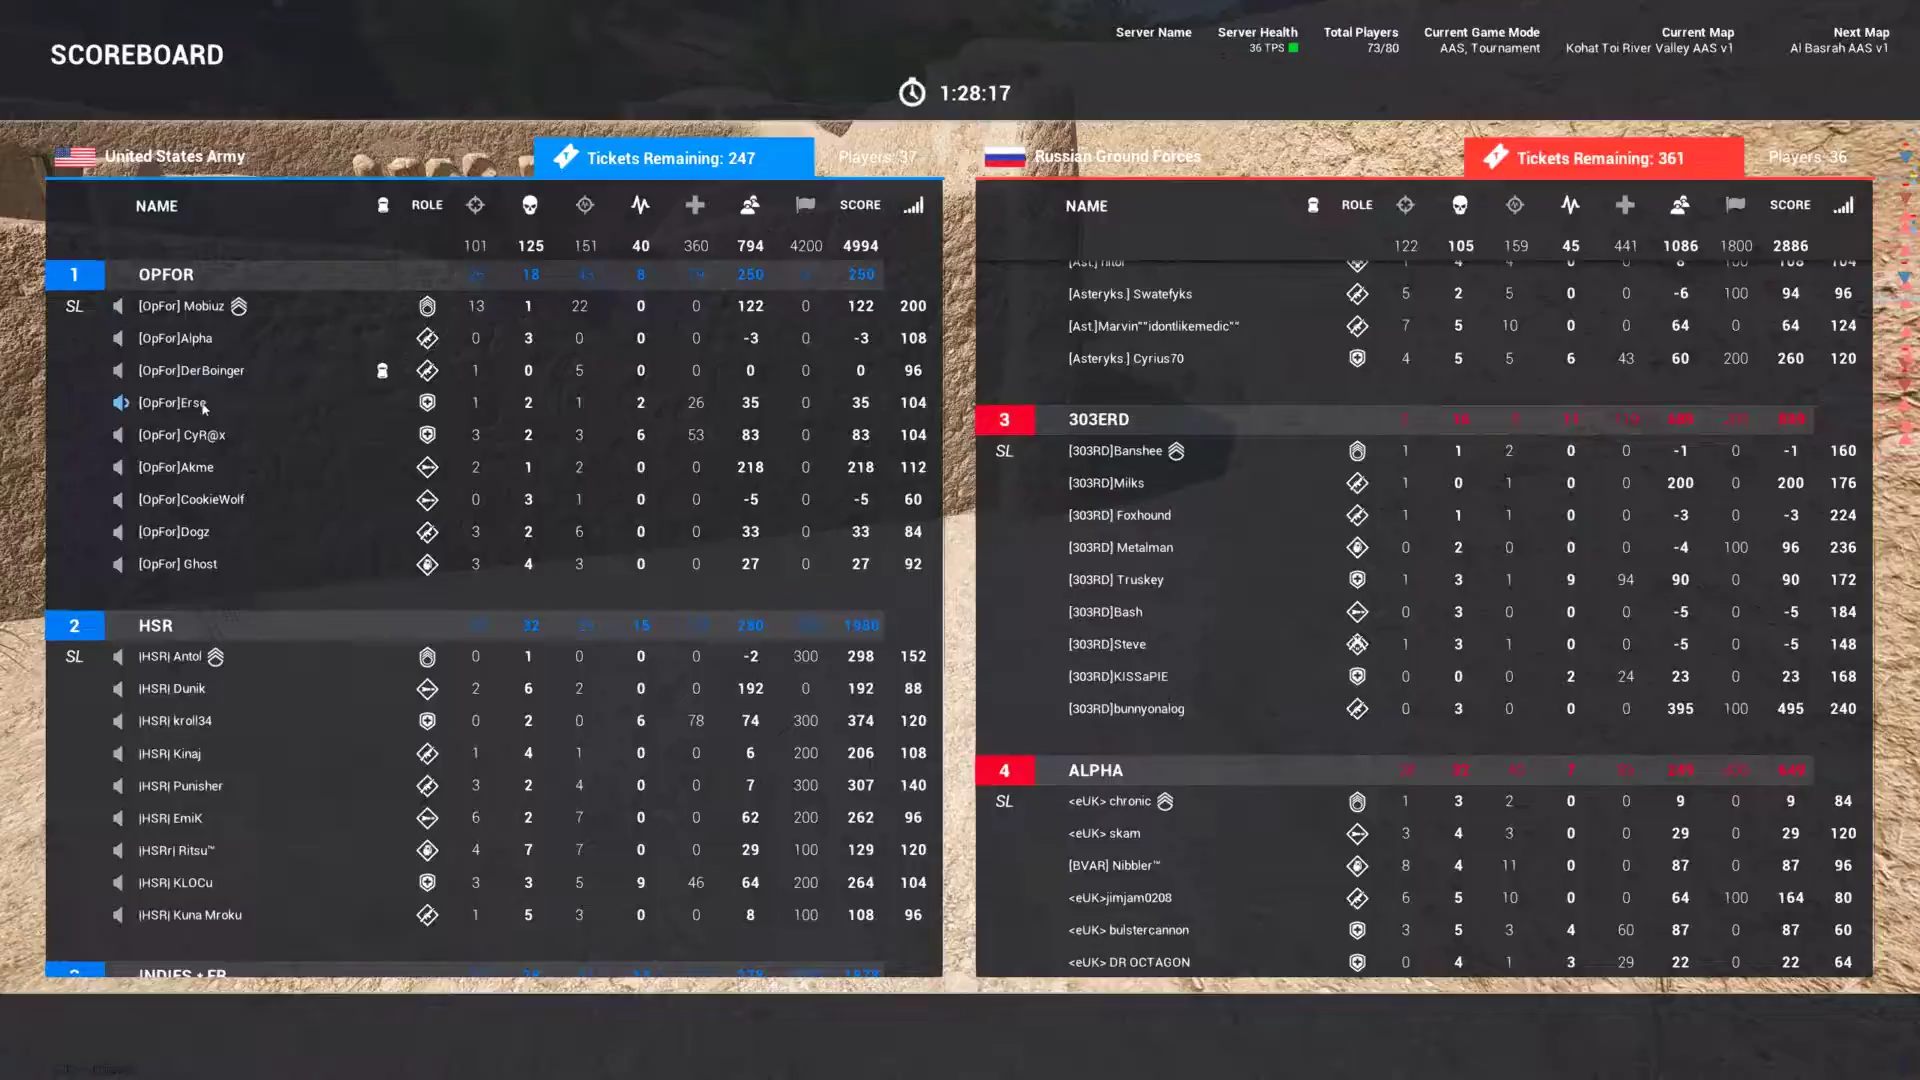 SCOREBOARD
Server Name Server Health Total Players Current Game Mode Current Map Next Map
36 TPS 73/80 AAS, Tournament Kohat Toi River Valley AAS v1 Al Basrah AAS v1
1:28:17
United States Army Tickets Remaining: 247 Players: 37
NAME ROLE SCORE
101 125 151 40 360 794 4200 4994
1 OPFOR 18 8 250 250
SL [OpFor] Mobiuz 13 1 22 0 0 122 0 122 200
[OpFor]Alpha 0 3 0 0 0 -3 0 -3 108
[OpFor]DerBoinger 1 0 5 0 0 0 0 0 96
[OpFor]Erse 1 2 1 2 26 35 0 35 104
[OpFor] CyR@x 3 2 3 6 53 83 0 83 104
[OpFor]Akme 2 1 2 0 0 218 0 218 112
[OpFor]CookieWolf 0 3 1 0 0 -5 0 -5 60
[OpFor]Dogz 3 2 6 0 0 33 0 33 84
[OpFor] Ghost 3 4 3 0 0 27 0 27 92
2 HSR 32 15 280 1980
SL |HSR| Antol 0 1 0 0 0 -2 300 298 152
|HSR| Dunik 2 6 2 0 0 192 0 192 88
|HSR| kroll34 0 2 0 6 78 74 300 374 120
|HSR| Kinaj 1 4 1 0 0 6 200 206 108
|HSR| Punisher 3 2 4 0 0 7 300 307 140
|HSR| EmiK 6 2 7 0 0 62 200 262 96
|HSRr| Ritsu™ 4 7 7 0 0 29 100 129 120
|HSR| KLOCu 3 3 5 9 46 64 200 264 104
|HSR| Kuna Mroku 1 5 3 0 0 8 100 108 96
INDIES + FR
Russian Ground Forces Tickets Remaining: 361 Players: 36
NAME ROLE SCORE
122 105 159 45 441 1086 1800 2886
[Asteryks.] Swatefyks 5 2 5 0 0 -6 100 94 96
[Ast.]Marvin""idontlikemedic"" 7 5 10 0 0 64 0 64 124
[Asteryks.] Cyrius70 4 5 5 6 43 60 200 260 120
3 303ERD
SL [303RD]Banshee 1 1 2 0 0 -1 0 -1 160
[303RD]Milks 1 0 1 0 0 200 0 200 176
[303RD] Foxhound 1 1 1 0 0 -3 0 -3 224
[303RD] Metalman 0 2 0 0 0 -4 100 96 236
[303RD] Truskey 1 3 1 9 94 90 0 90 172
[303RD]Bash 0 3 0 0 0 -5 0 -5 184
[303RD]Steve 1 3 1 0 0 -5 0 -5 148
[303RD]KISSaPIE 0 0 0 2 24 23 0 23 168
[303RD]bunnyonalog 0 3 0 0 0 395 100 495 240
4 ALPHA
SL <eUK> chronic 1 3 2 0 0 9 0 9 84
<eUK> skam 3 4 3 0 0 29 0 29 120
[BVAR] Nibbler™ 8 4 11 0 0 87 0 87 96
<eUK>jimjam0208 6 5 10 0 0 64 100 164 80
<eUK> bulstercannon 3 5 3 4 60 87 0 87 60
<eUK> DR OCTAGON 0 4 1 3 29 22 0 22 64